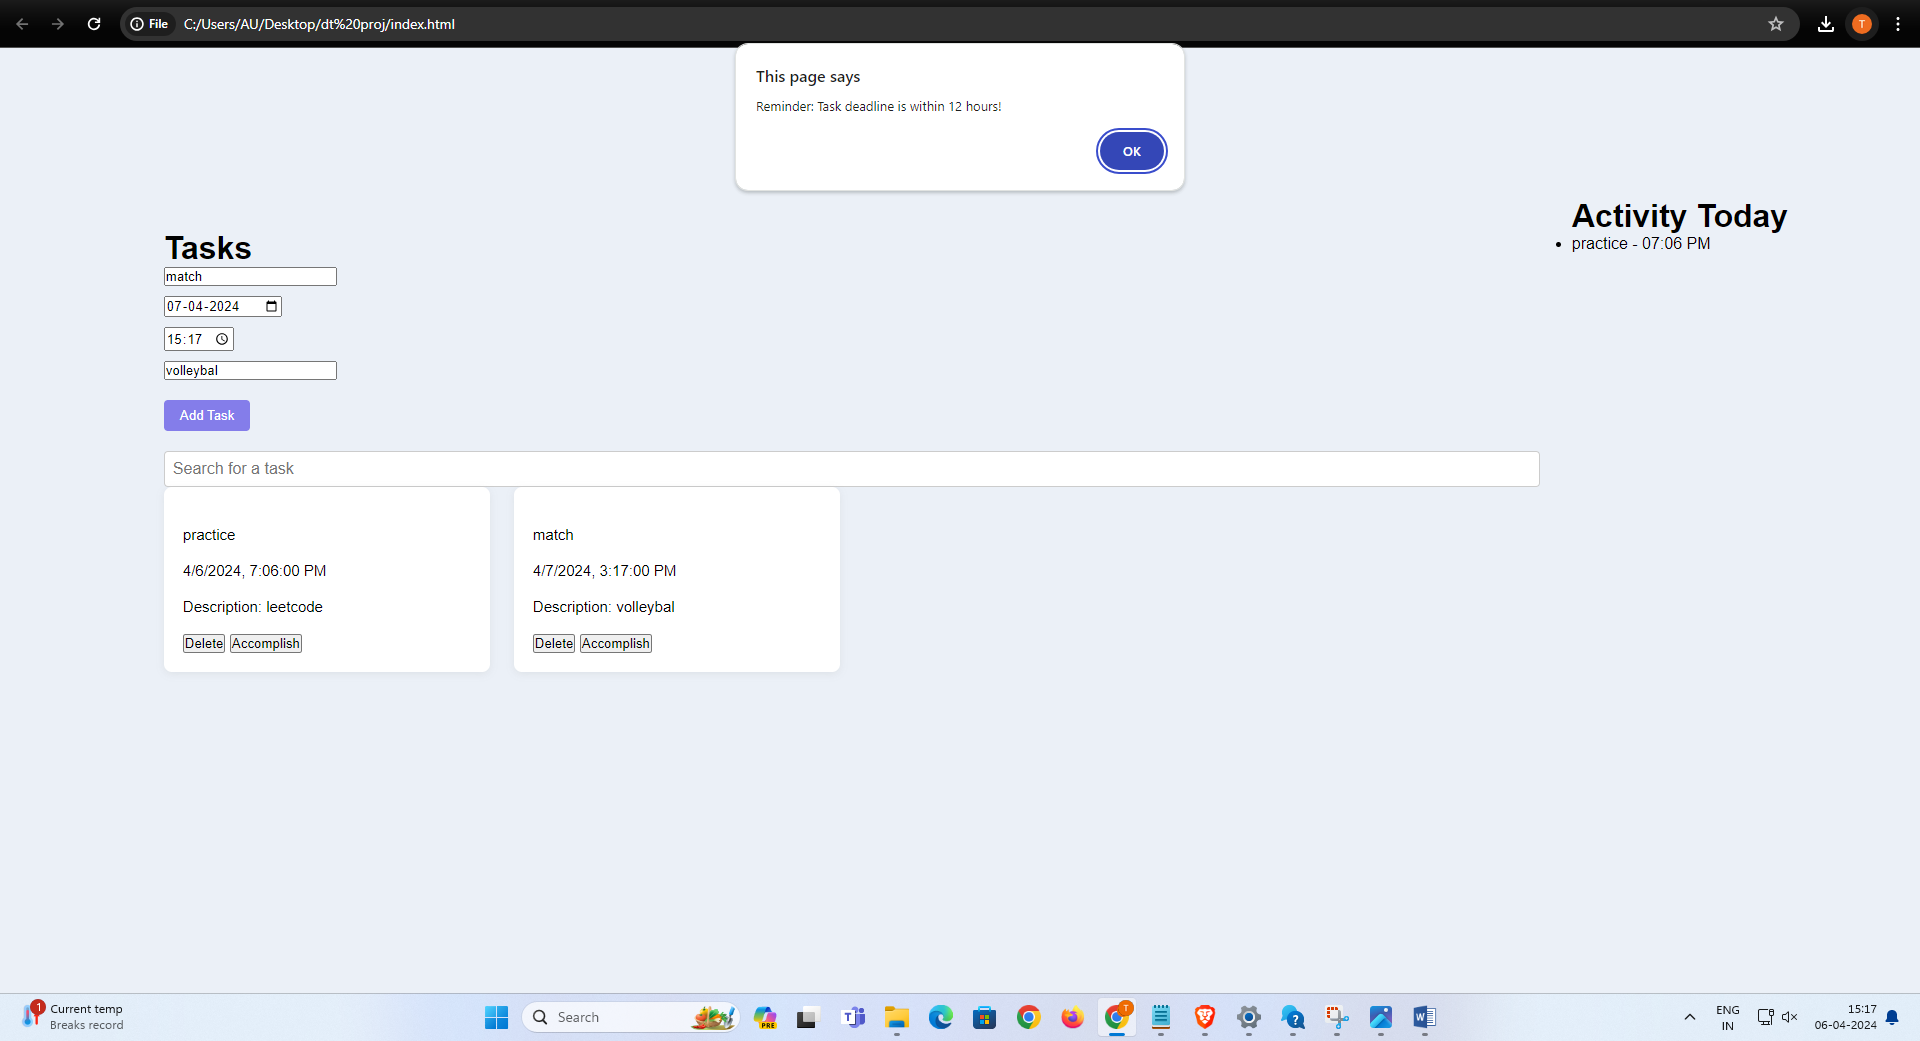 File C:/Users/AU/Desktop/dt%20proj/index.html
T
This page says
Reminder: Task deadline is within 12 hours!
OK
Activity Today
practice - 07:06 PM
Tasks
match
07-04-2024
15:17
volleybal
Add Task
Search for a task
practice
4/6/2024, 7:06:00 PM
Description: leetcode
Delete Accomplish
match
4/7/2024, 3:17:00 PM
Description: volleybal
Delete Accomplish
1
Current temp
Breaks record
Search
PRE
T
T
ENG
IN
15:17
06-04-2024